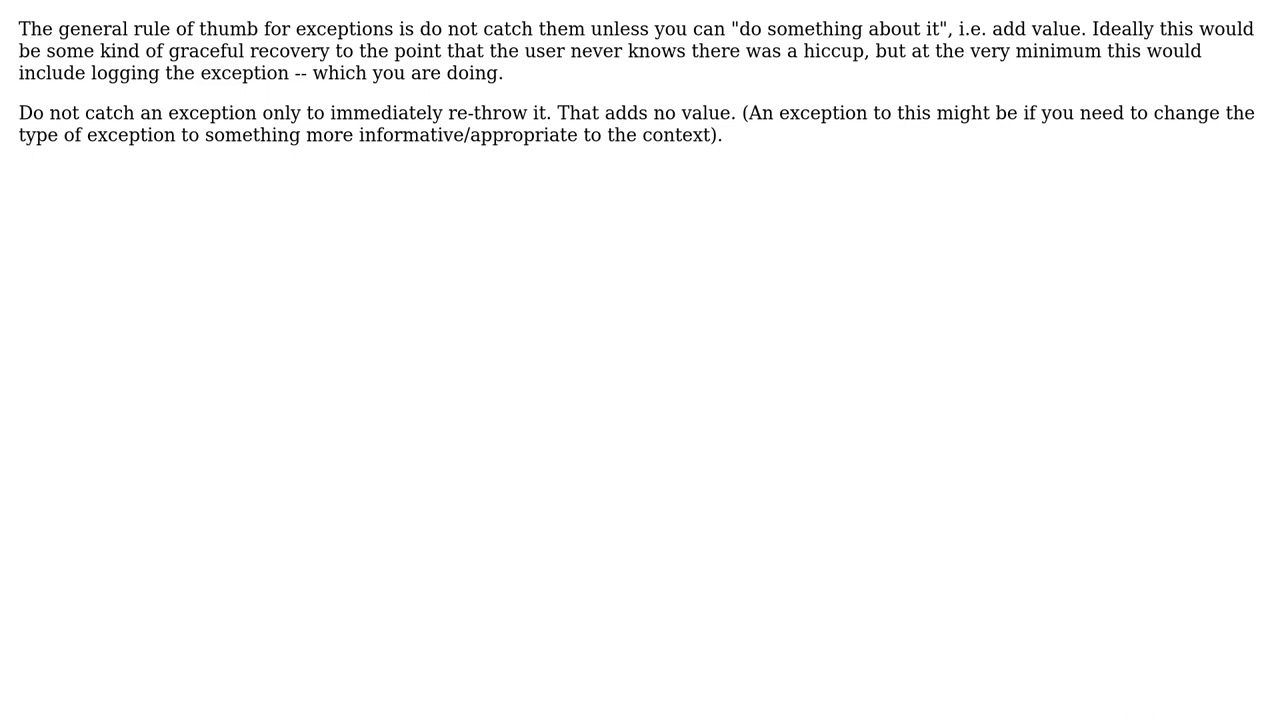 The general rule of thumb for exceptions is do not catch them unless you can "do something about it", i.e. add value. Ideally this would
be some kind of graceful recovery to the point that the user never knows there was a hiccup, but at the very minimum this would
include logging the exception -- which you are doing.
Do not catch an exception only to immediately re-throw it. That adds no value. (An exception to this might be if you need to change the
type of exception to something more informative/appropriate to the context).